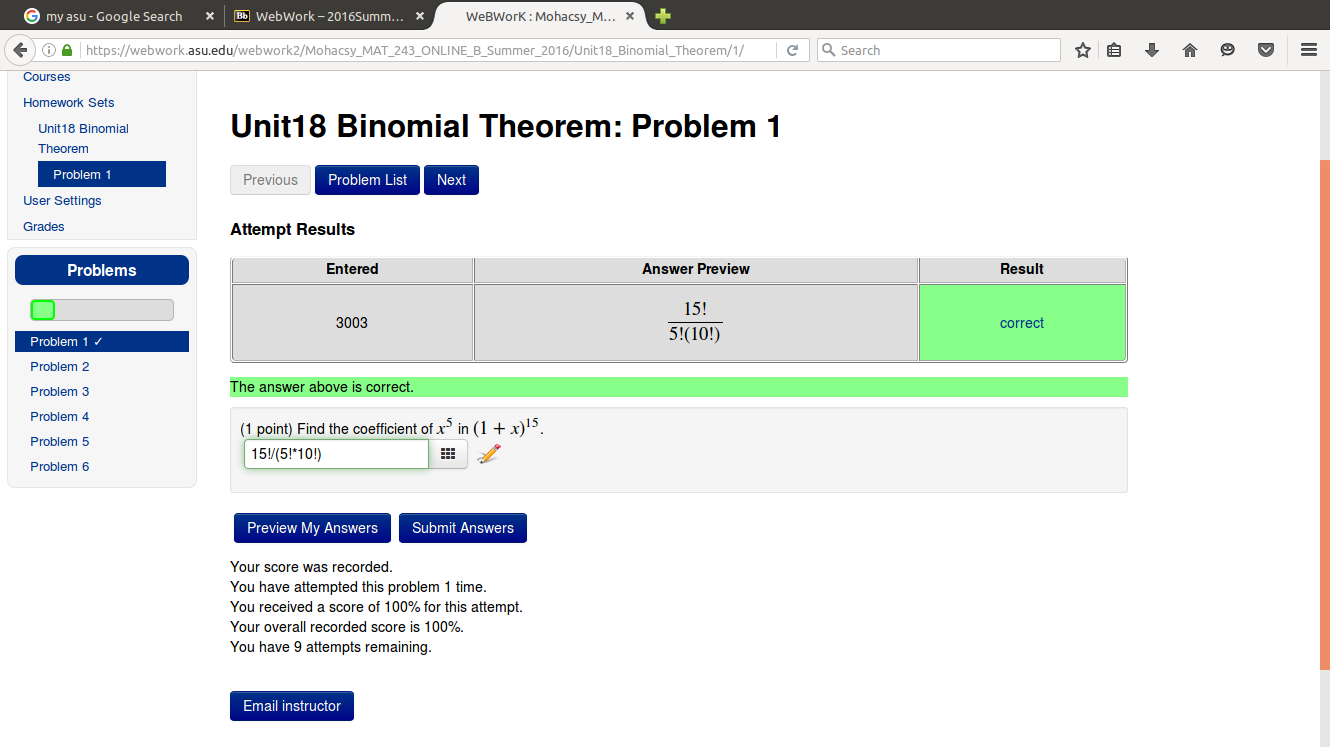 my asu - Google Search
Bb WebWork – 2016Summ...
WeBWorK : Mohacsy_M...
https://webwork.asu.edu/webwork2/Mohacsy_MAT_243_ONLINE_B_Summer_2016/Unit18_Binomial_Theorem/1/
Search
Courses
Homework Sets
Unit18 Binomial
Theorem
Problem 1
User Settings
Grades
Problems
Problem 1 ✓
Problem 2
Problem 3
Problem 4
Problem 5
Problem 6
Unit18 Binomial Theorem: Problem 1
Previous Problem List Next
Attempt Results
Entered Answer Preview Result
3003 15!/5!(10!) correct
The answer above is correct.
(1 point) Find the coefficient of x⁵ in (1 + x)¹⁵.
15!/(5!*10!)
Preview My Answers Submit Answers
Your score was recorded.
You have attempted this problem 1 time.
You received a score of 100% for this attempt.
Your overall recorded score is 100%.
You have 9 attempts remaining.
Email instructor